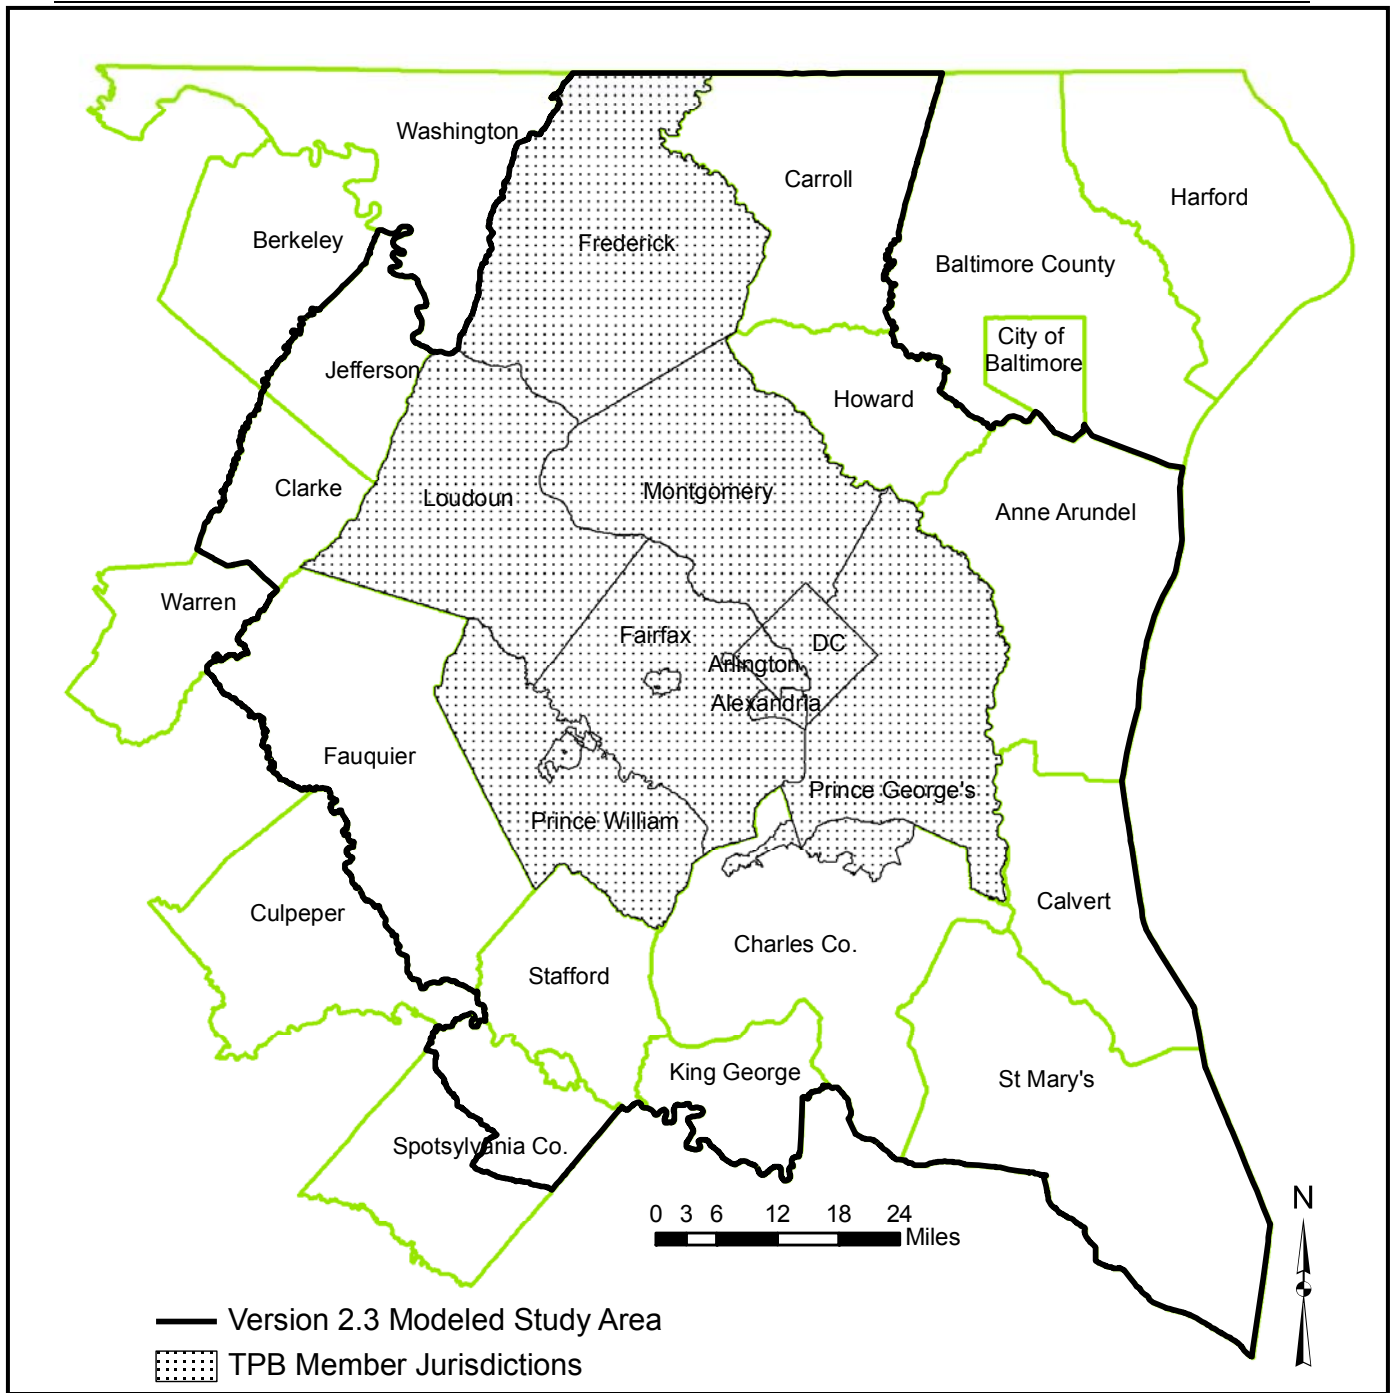 Washington
Carroll
Harford
Berkeley
Frederick
Baltimore County
City of
Baltimore
Jefferson
Howard
Clarke
Loudoun
Montgomery
Anne Arundel
Warren
Fairfax
DC
Arlington
Alexandria
Fauquier
Prince George's
Prince William
Culpeper
Calvert
Charles Co.
Stafford
King George
St Mary's
Spotsylvania Co.
0 3 6 12 18 24
Miles
N
Version 2.3 Modeled Study Area
TPB Member Jurisdictions